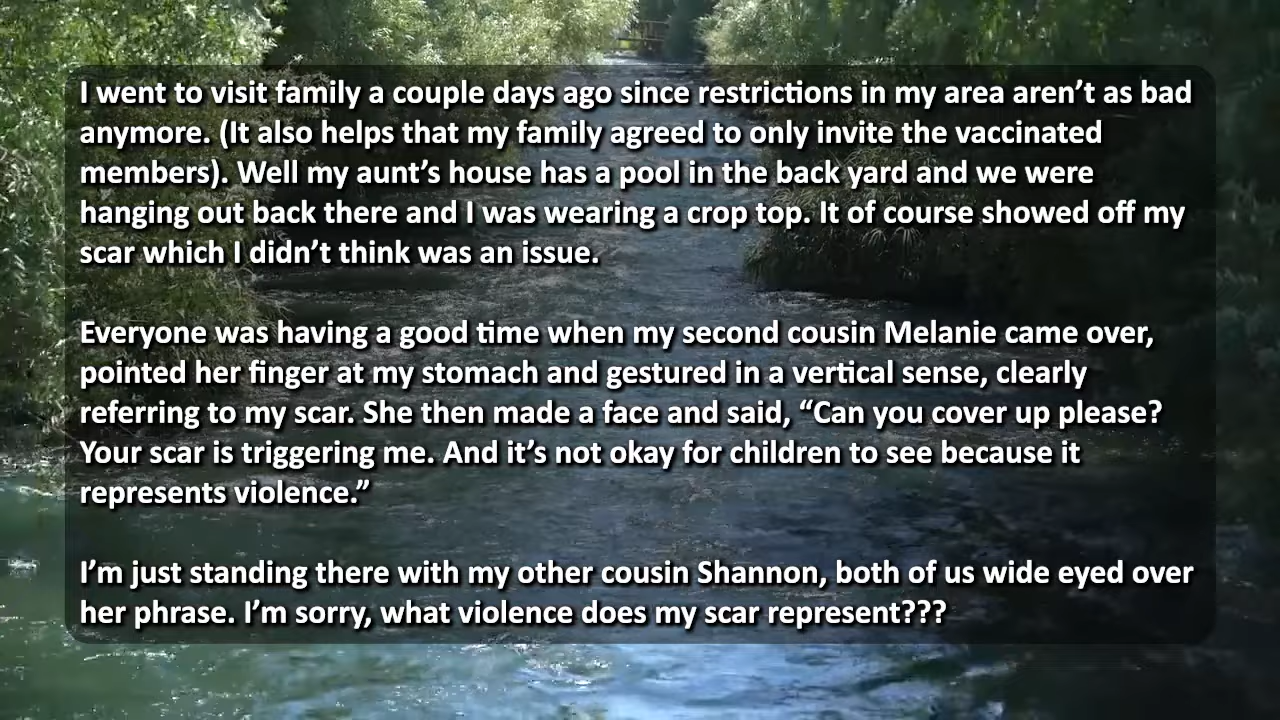 I went to visit family a couple days ago since restrictions in my area aren’t as bad
anymore. (It also helps that my family agreed to only invite the vaccinated
members). Well my aunt’s house has a pool in the back yard and we were
hanging out back there and I was wearing a crop top. It of course showed off my
scar which I didn’t think was an issue.
Everyone was having a good time when my second cousin Melanie came over,
pointed her finger at my stomach and gestured in a vertical sense, clearly
referring to my scar. She then made a face and said, “Can you cover up please?
Your scar is triggering me. And it’s not okay for children to see because it
represents violence.”
I’m just standing there with my other cousin Shannon, both of us wide eyed over
her phrase. I’m sorry, what violence does my scar represent???